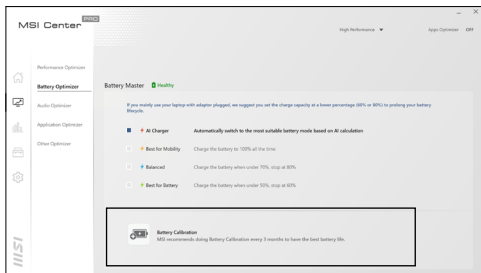 MSI Center PRO
High Performance ▼ Apps Optimizer OFF
Performance Optimizer
Battery Optimizer
Audio Optimizer
Application Optimizer
Other Optimizer
Battery Master Healthy
If you mainly use your laptop with adaptor plugged, we suggest you set the charge capacity at a lower percentage (60% or 80%) to prolong your battery
lifecycle.
AI Charger Automatically switch to the most suitable battery mode based on AI calculation
Best for Mobility Charge the battery to 100% all the time
Balanced Charge the battery when under 70%, stop at 80%
Best for Battery Charge the battery when under 50%, stop at 60%
Battery Calibration
MSI recommends doing Battery Calibration every 3 months to have the best battery life.
msi